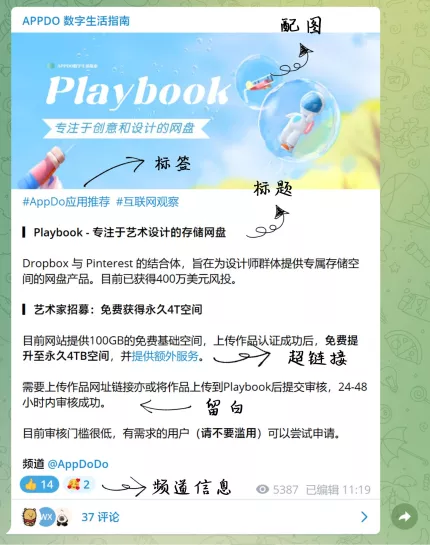 APPDO 数字生活指南
配图
APPDO数字生活指南
Playbook
专注于创意和设计的网盘
标签
标题
#AppDo应用推荐 #互联网观察
Playbook - 专注于艺术设计的存储网盘
Dropbox 与 Pinterest 的结合体，旨在为设计师群体提供专属存储空
间的网盘产品。目前已获得400万美元风投。
艺术家招募：免费获得永久4T空间
目前网站提供100GB的免费基础空间，上传作品认证成功后，免费提
升至永久4TB空间，并提供额外服务。
超链接
需要上传作品网址链接亦或将作品上传到Playbook后提交审核，24-48
小时内审核成功。
留白
目前审核门槛很低，有需求的用户（请不要滥用）可以尝试申请。
频道 @AppDoDo
👍 14 🥰 2
频道信息
5387 已编辑 11:19
WX
37 评论